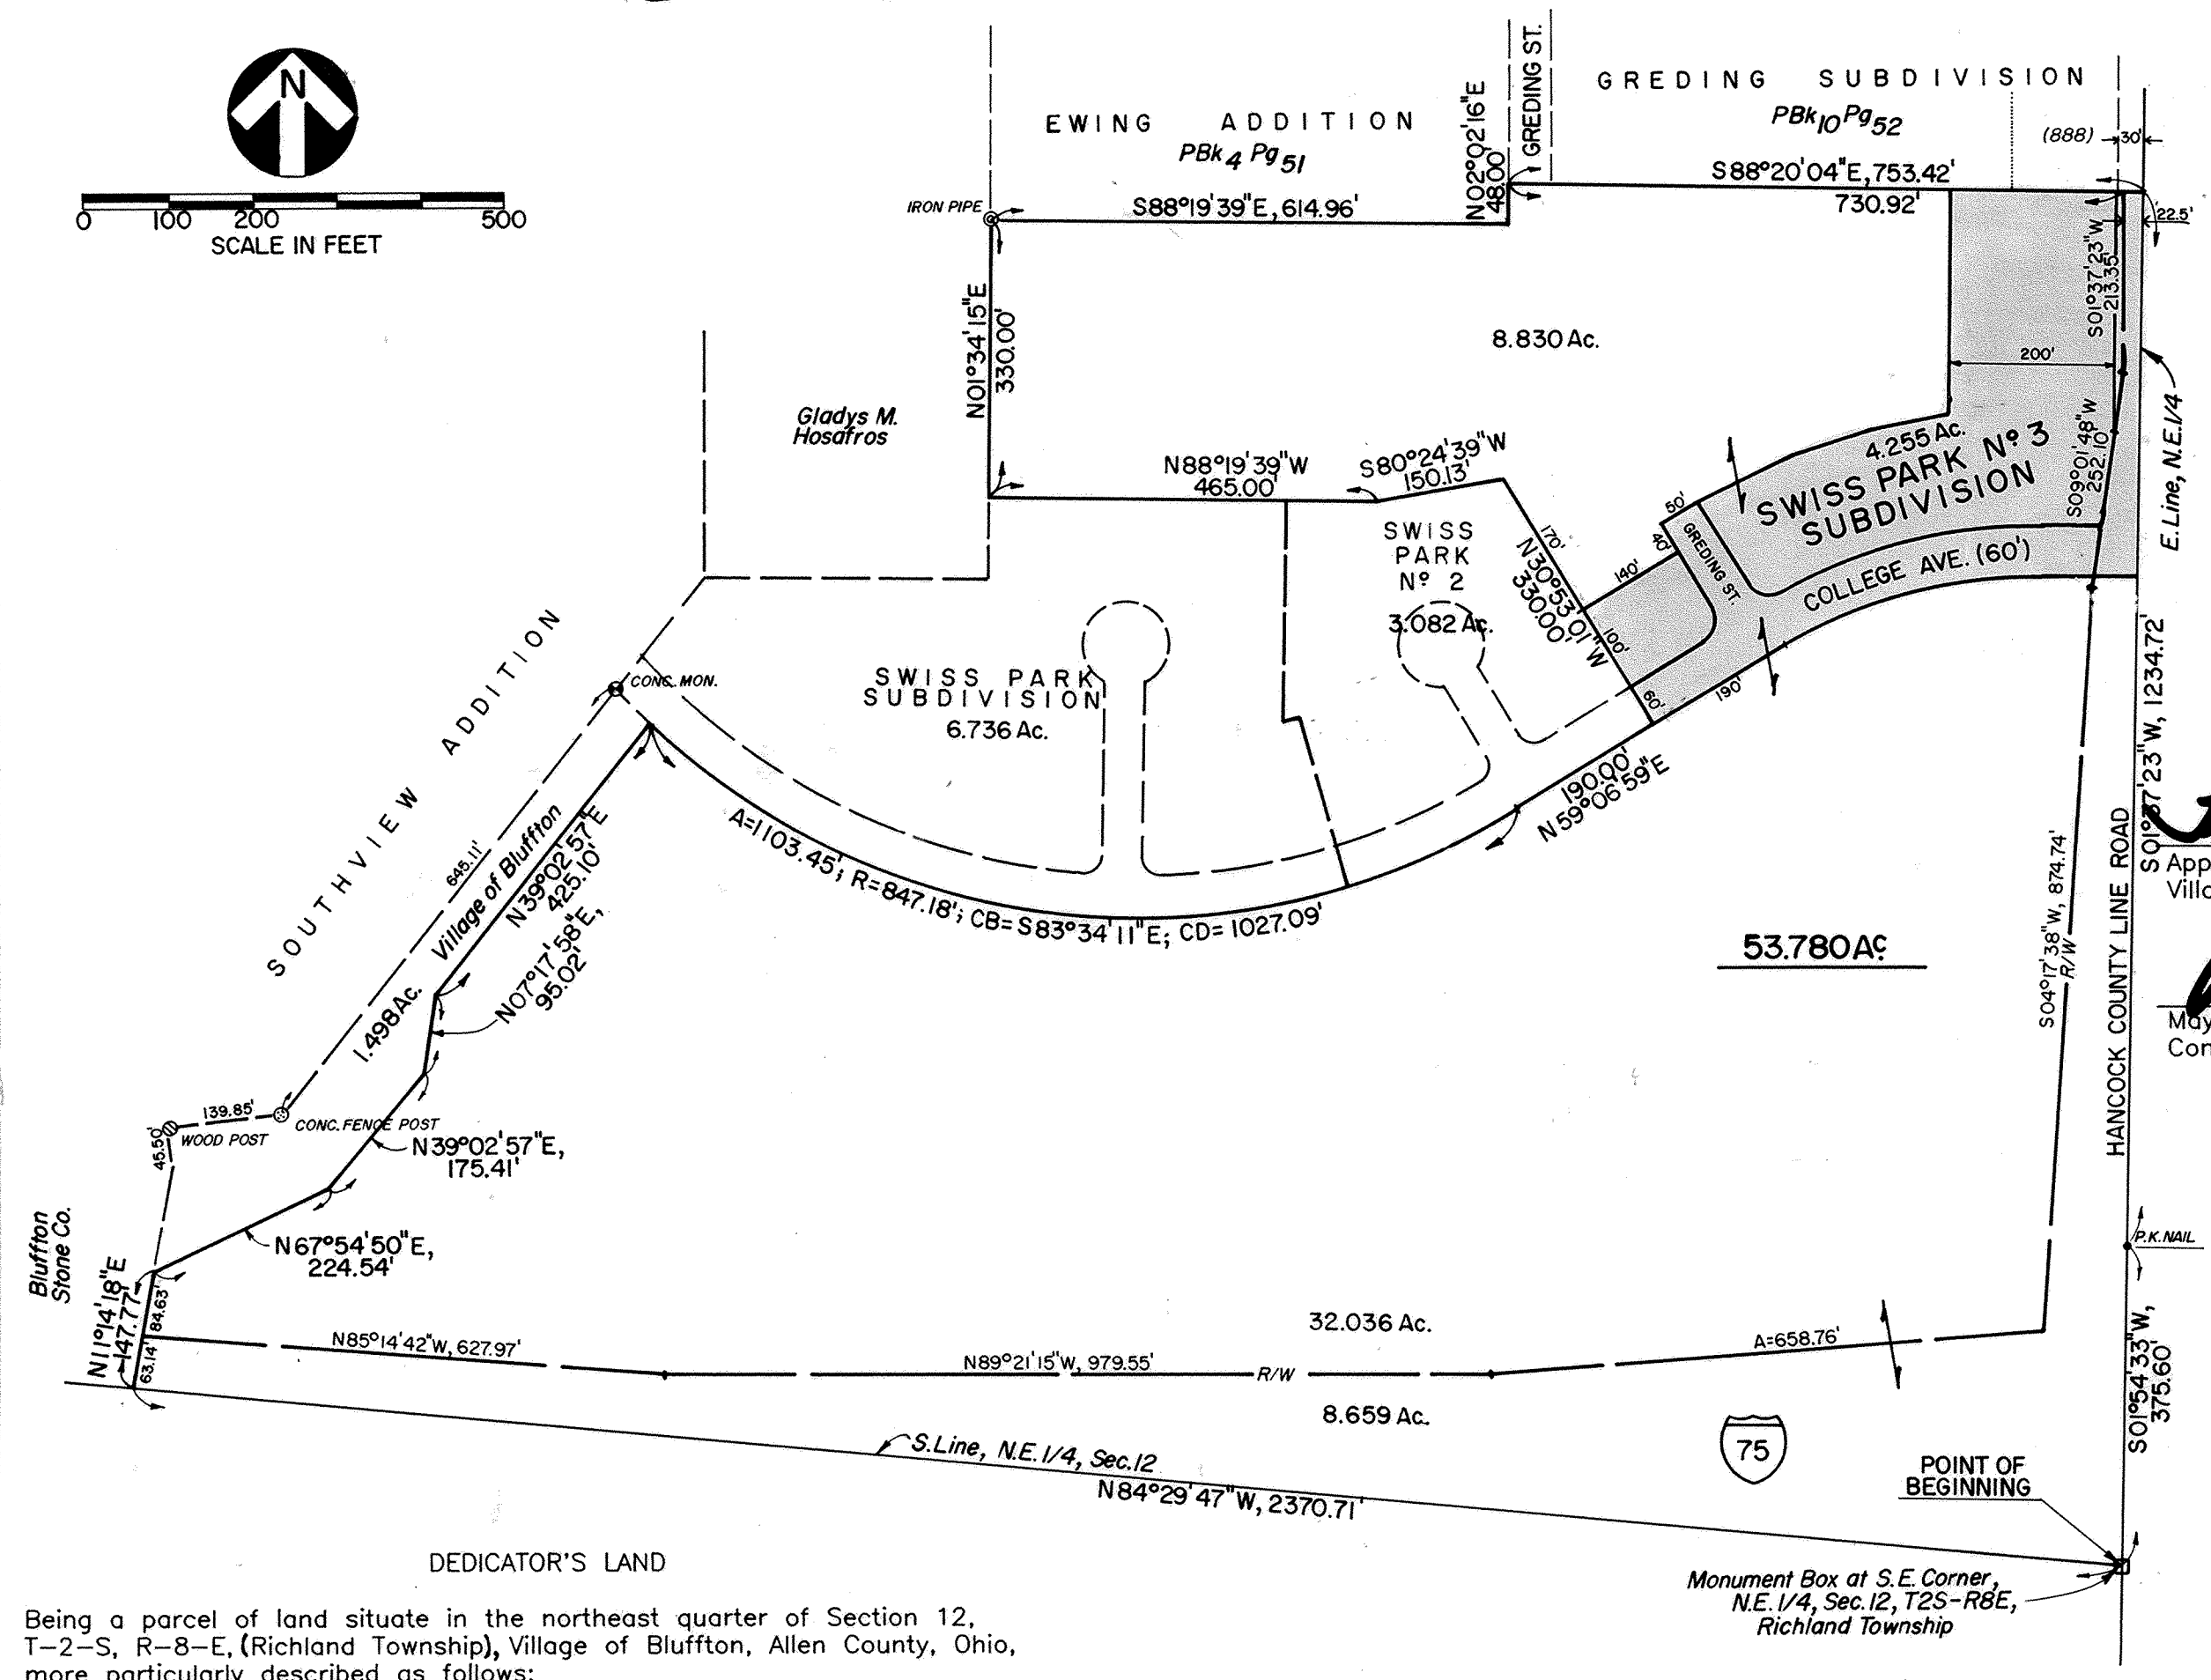 N
0 100 200 500
SCALE IN FEET
EWING ADDITION
PBk 4 Pg 51
GREDING ST.
GREDING SUBDIVISION
PBk 10 Pg 52
(888) 30'
N02°02'16"E
48.00'
S88°20'04"E, 753.42'
730.92'
22.5'
IRON PIPE
S88°19'39"E, 614.96'
S01°37'23"W
213.35'
N01°34'15"E
330.00'
8.830 Ac.
200'
E. Line, N.E.1/4
Gladys M.
Hosafros
N88°19'39"W
465.00'
S80°24'39"W
150.13'
4.255 Ac.
SWISS PARK Nº 3
SUBDIVISION
S09°01'48"W
252.10'
50'
40'
GREDING ST.
COLLEGE AVE. (60')
170'
N30°53'01"W
330.00'
140'
100'
60'
190'
SWISS
PARK
Nº 2
3.082 Ac.
SWISS PARK
SUBDIVISION
6.736 Ac.
CONC. MON.
SOUTHVIEW ADDITION
S01°37'23"W, 1234.72'
190.00'
N59°06'59"E
A=1103.45'; R=847.18'; CB=S83°34'11"E; CD=1027.09'
645.11'
Village of Bluffton
N39°02'57"E
425.10'
N07°17'58"E,
95.02'
1.498 Ac.
53.780 Ac.
S04°17'38"W, 874.74'
R/W
HANCOCK COUNTY LINE ROAD
App
Villa
May
Con
139.85'
WOOD POST
CONC. FENCE POST
45.50'
N39°02'57"E,
175.41'
N67°54'50"E,
224.54'
Bluffton
Stone Co.
N11°14'18"E
147.77'
84.63'
63.14'
P.K. NAIL
32.036 Ac.
N85°14'42"W, 627.97'
N89°21'15"W, 979.55'
R/W
A=658.76'
S01°54'33"W,
375.60'
8.659 Ac.
75
S. Line, N.E. 1/4, Sec.12
N84°29'47"W, 2370.71'
POINT OF
BEGINNING
Monument Box at S.E. Corner,
N.E. 1/4, Sec. 12, T2S-R8E,
Richland Township
DEDICATOR'S LAND
Being a parcel of land situate in the northeast quarter of Section 12,
T-2-S, R-8-E, (Richland Township), Village of Bluffton, Allen County, Ohio,
more particularly described as follows: